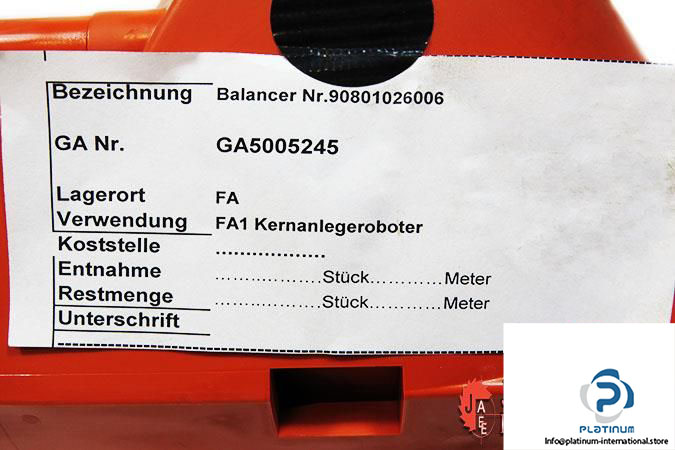 Bezeichnung Balancer Nr.90801026006
GA Nr. GA5005245
Lagerort FA
Verwendung FA1 Kernanlegeroboter
Koststelle ..................
Entnahme ..................Stück............Meter
Restmenge ..................Stück............Meter
Unterschrift
JAEE
PLATINUM
Info@platinum-international.store